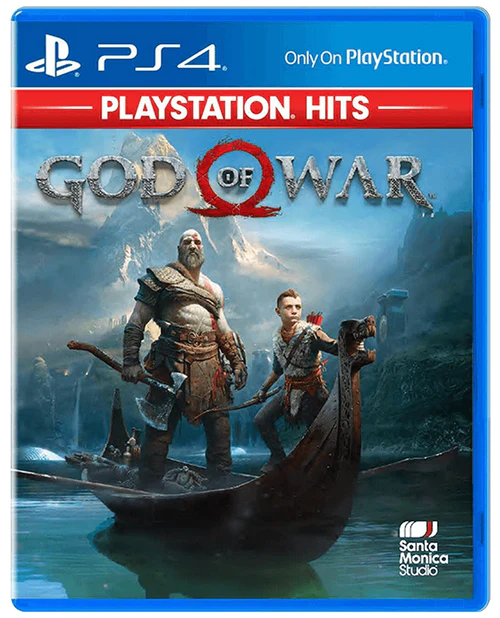 PS4
Only On PlayStation.
PLAYSTATION. HITS
GOD OF WAR
Santa
Monica
Studio